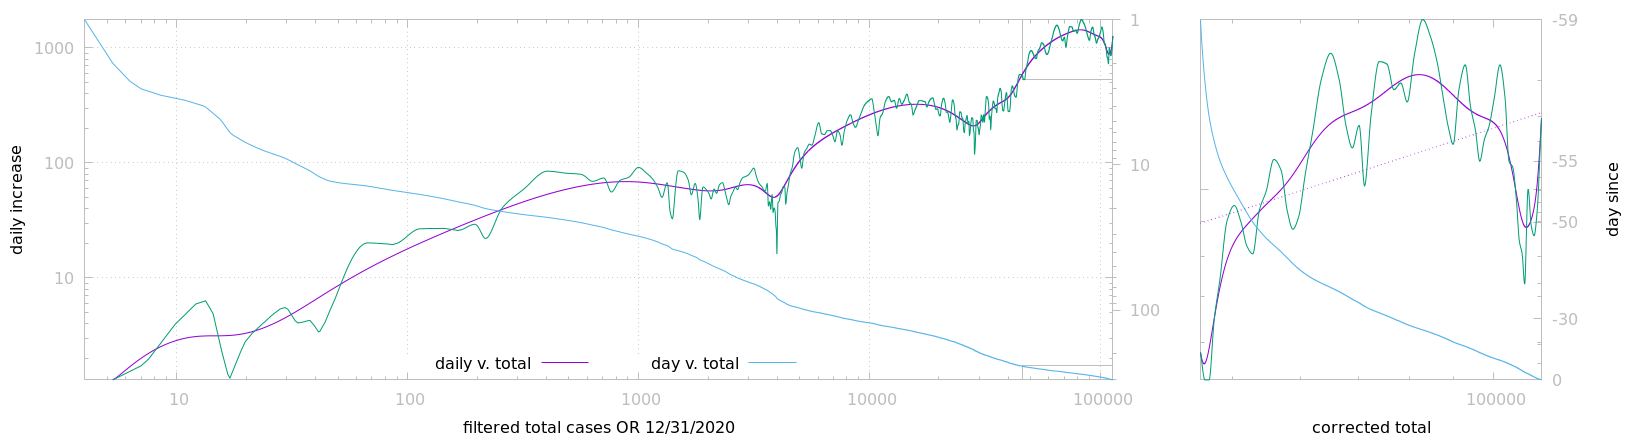 1000
100
10
daily increase
10
100
1000
10000
100000
filtered total cases OR 12/31/2020
daily v. total
day v. total
1
10
100
100000
corrected total
-59
-55
-50
-30
0
day since